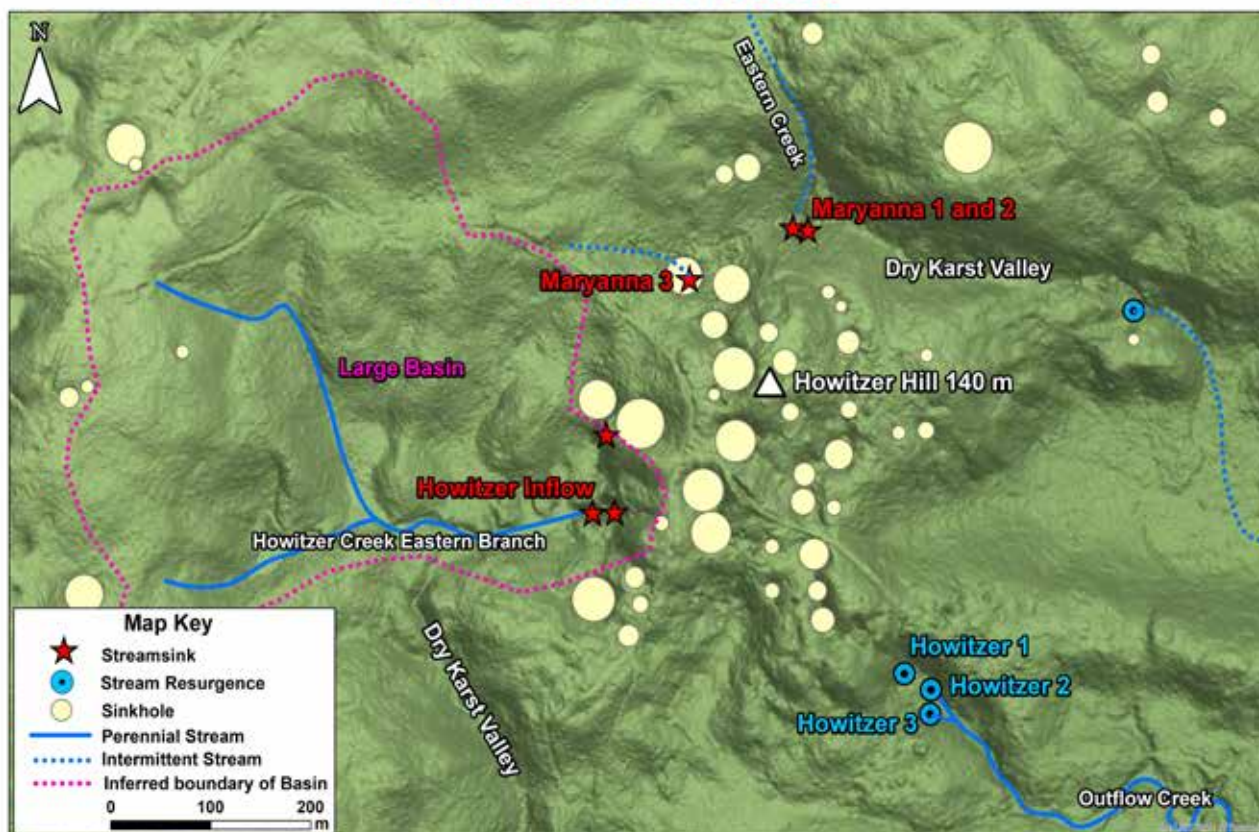 N
Eastern Creek
Maryanna 1 and 2
Dry Karst Valley
Maryanna 3
Large Basin
Howitzer Hill 140 m
Howitzer Inflow
Howitzer Creek Eastern Branch
Dry Karst Valley
Howitzer 1
Howitzer 2
Howitzer 3
Outflow Creek
Map Key
Streamsink
Stream Resurgence
Sinkhole
Perennial Stream
Intermittent Stream
Inferred boundary of Basin
0 100 200
m